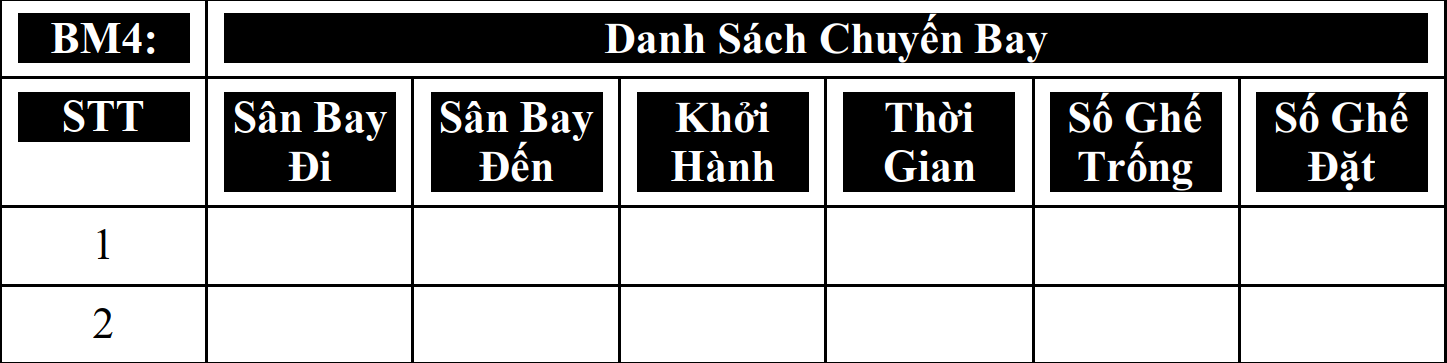 BM4: Danh Sách Chuyến Bay
STT Sân Bay Đi Sân Bay Đến Khởi Hành Thời Gian Số Ghế Trống Số Ghế Đặt
1
2